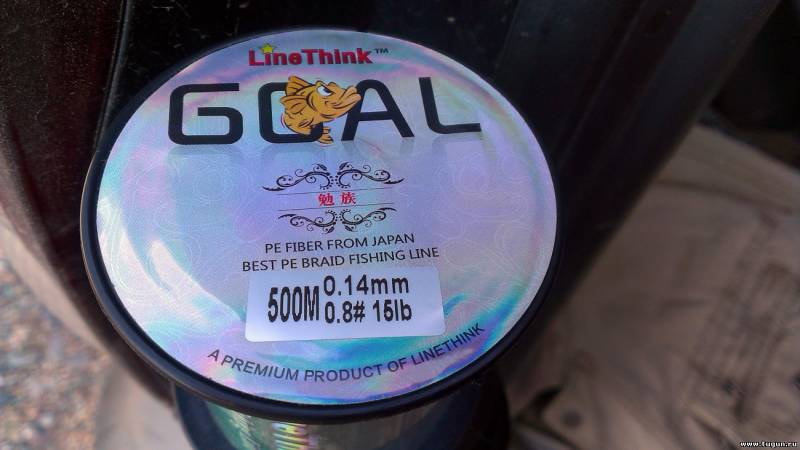 LineThink™
GOAL
勉族
PE FIBER FROM JAPAN
BEST PE BRAID FISHING LINE
500M 0.14mm
0.8# 15lb
A PREMIUM PRODUCT OF LINETHINK
www.tugun.ru